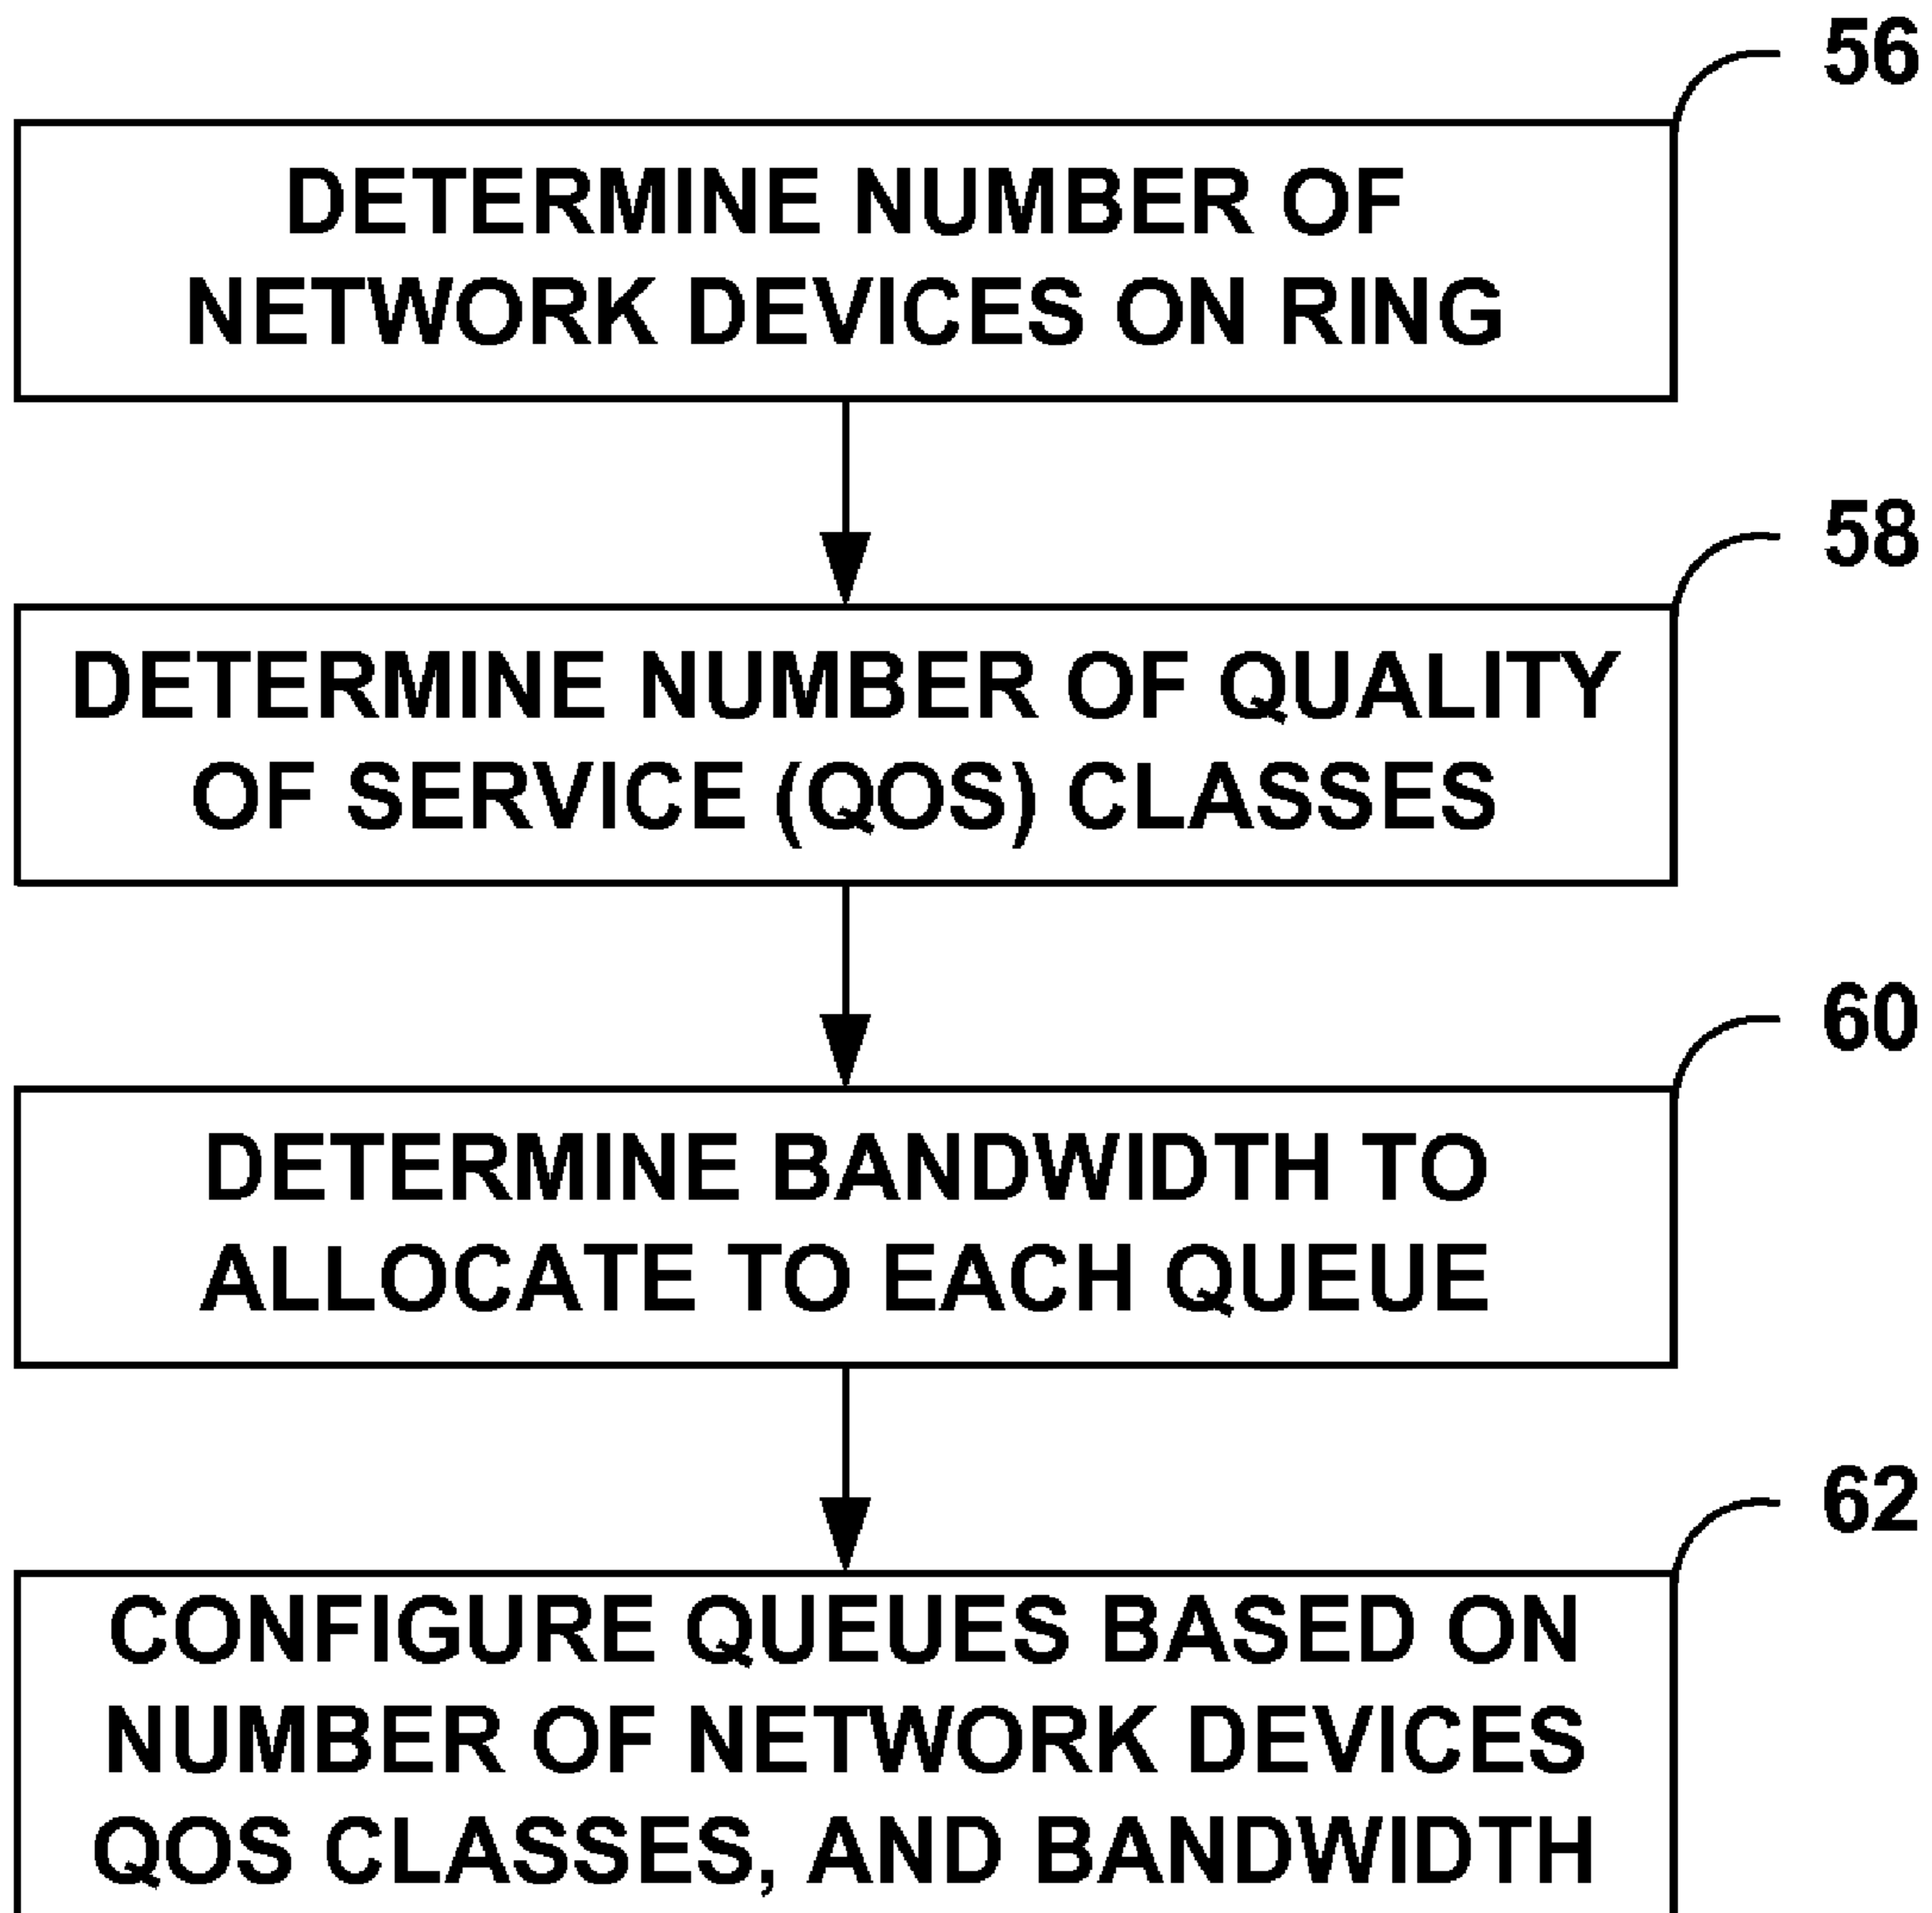 56
DETERMINE NUMBER OF
NETWORK DEVICES ON RING
58
DETERMINE NUMBER OF QUALITY
OF SERVICE (QOS) CLASSES
60
DETERMINE BANDWIDTH TO
ALLOCATE TO EACH QUEUE
62
CONFIGURE QUEUES BASED ON
NUMBER OF NETWORK DEVICES
QOS CLASSES, AND BANDWIDTH